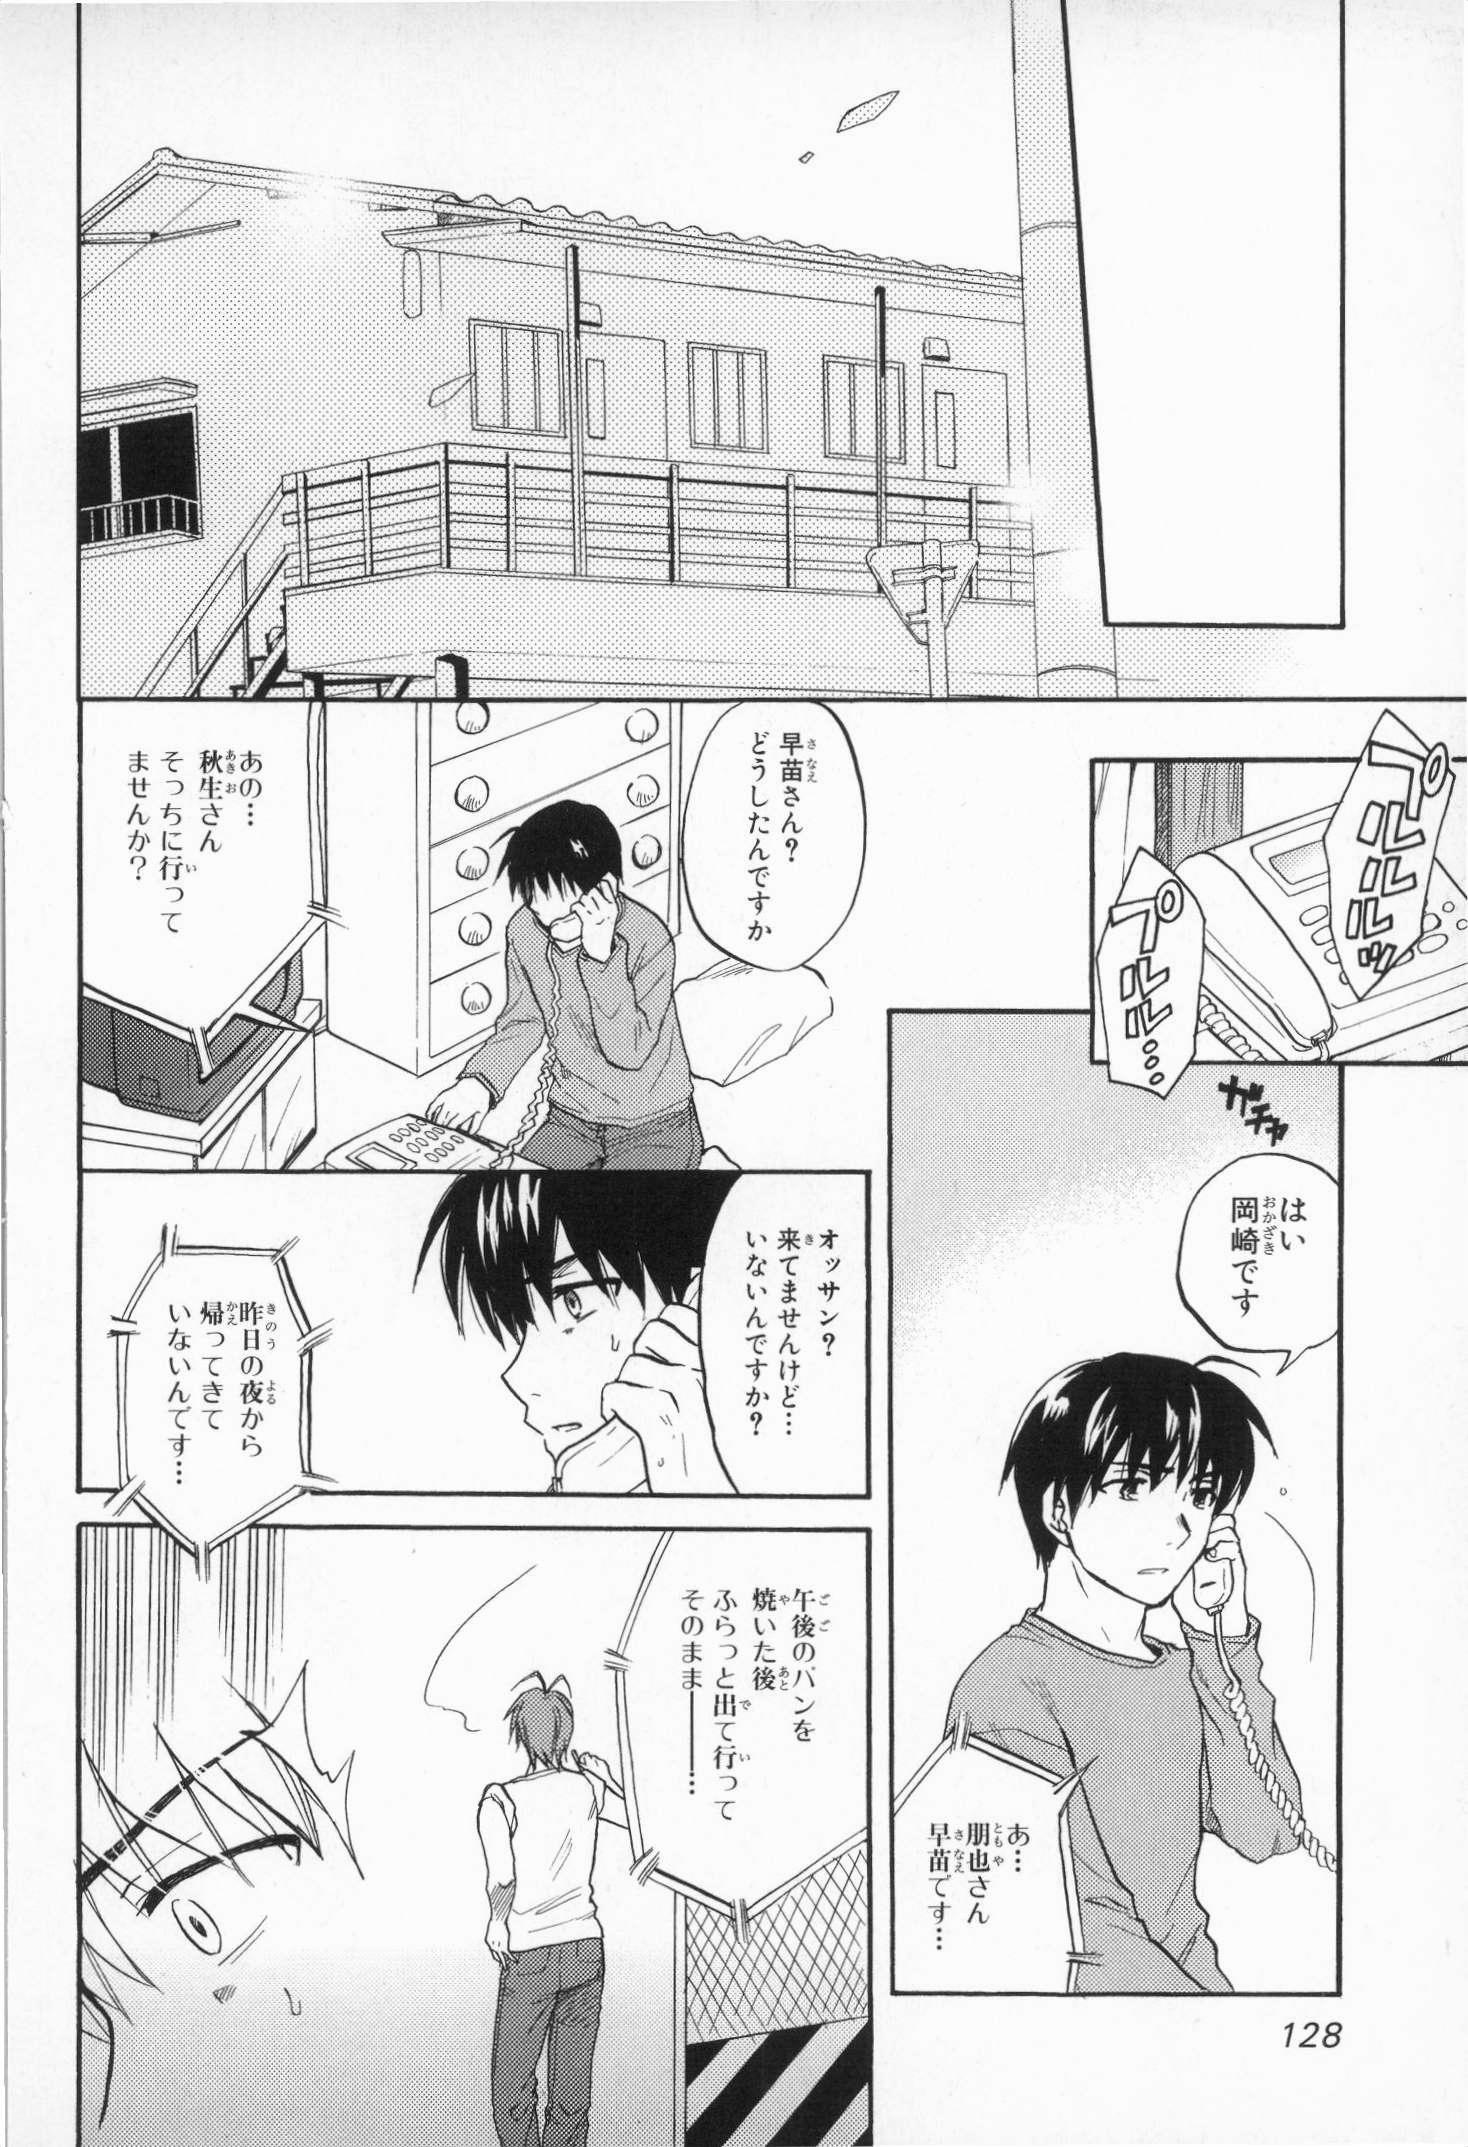 プルルルルッ
プルルル…
ガチャ
はい
岡崎です
あ…
朋也さん
早苗です…
早苗さん?
どうしたんですか
あの…
秋生さん
そっちに行って
ませんか?
オッサン?
来てませんけど…
いないんですか?
昨日の夜から
帰ってきて
いないんです…
午後のパンを
焼いた後
ふらっと出て行って
そのまま――…
128